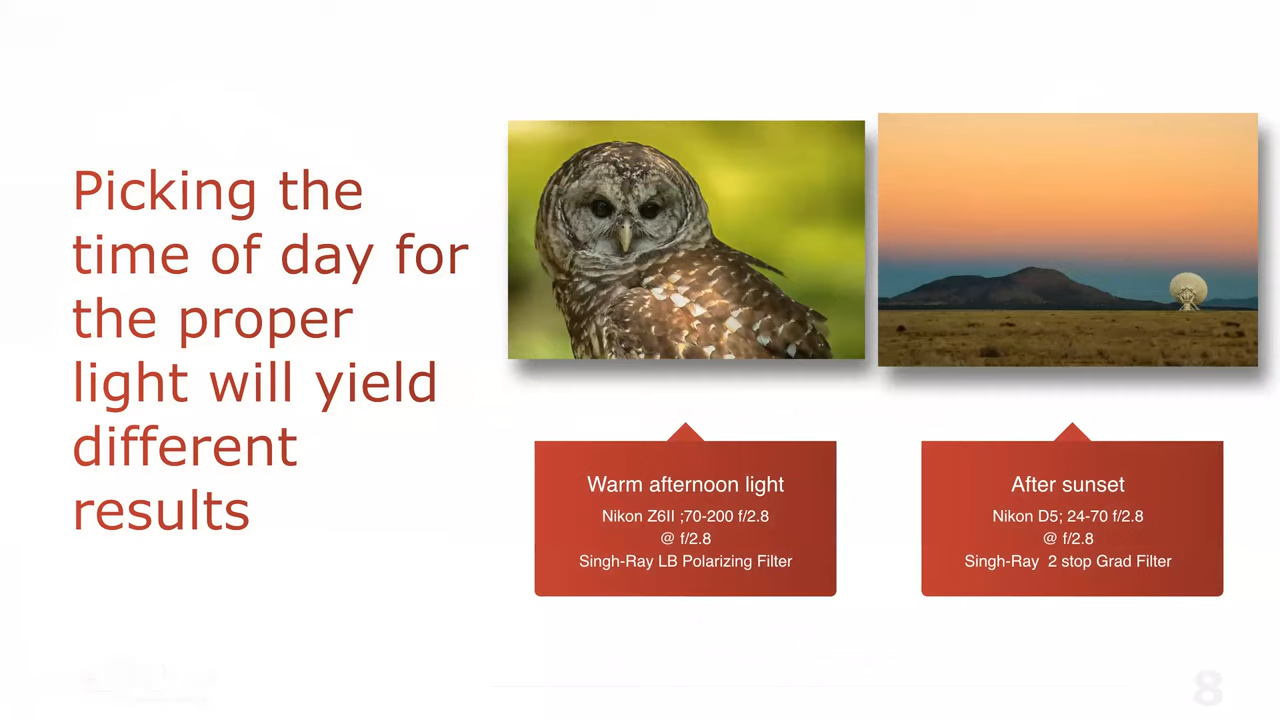 Picking the
time of day for
the proper
light will yield
different
results
Warm afternoon light
Nikon Z6II ;70-200 f/2.8
@ f/2.8
Singh-Ray LB Polarizing Filter
After sunset
Nikon D5; 24-70 f/2.8
@ f/2.8
Singh-Ray  2 stop Grad Filter
8